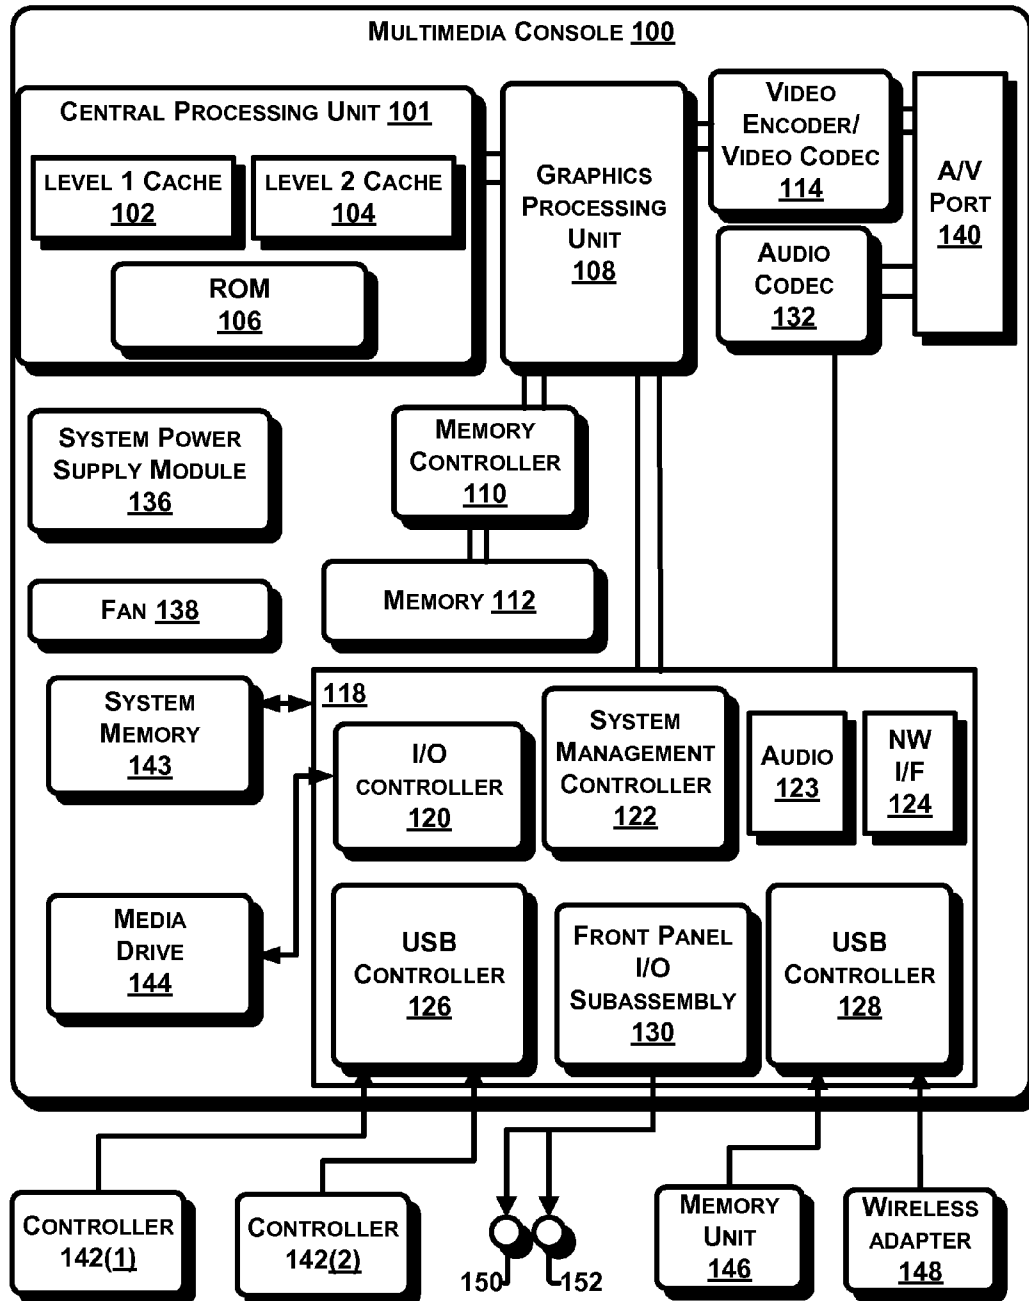 MULTIMEDIA CONSOLE 100
CENTRAL PROCESSING UNIT 101
LEVEL 1 CACHE
102
LEVEL 2 CACHE
104
ROM
106
GRAPHICS
PROCESSING
UNIT
108
VIDEO
ENCODER/
VIDEO CODEC
114
A/V
PORT
140
AUDIO
CODEC
132
SYSTEM POWER
SUPPLY MODULE
136
MEMORY
CONTROLLER
110
FAN 138
MEMORY 112
SYSTEM
MEMORY
143
118
I/O
CONTROLLER
120
SYSTEM
MANAGEMENT
CONTROLLER
122
AUDIO
123
NW
I/F
124
MEDIA
DRIVE
144
USB
CONTROLLER
126
FRONT PANEL
I/O
SUBASSEMBLY
130
USB
CONTROLLER
128
CONTROLLER
142(1)
CONTROLLER
142(2)
150
152
MEMORY
UNIT
146
WIRELESS
ADAPTER
148